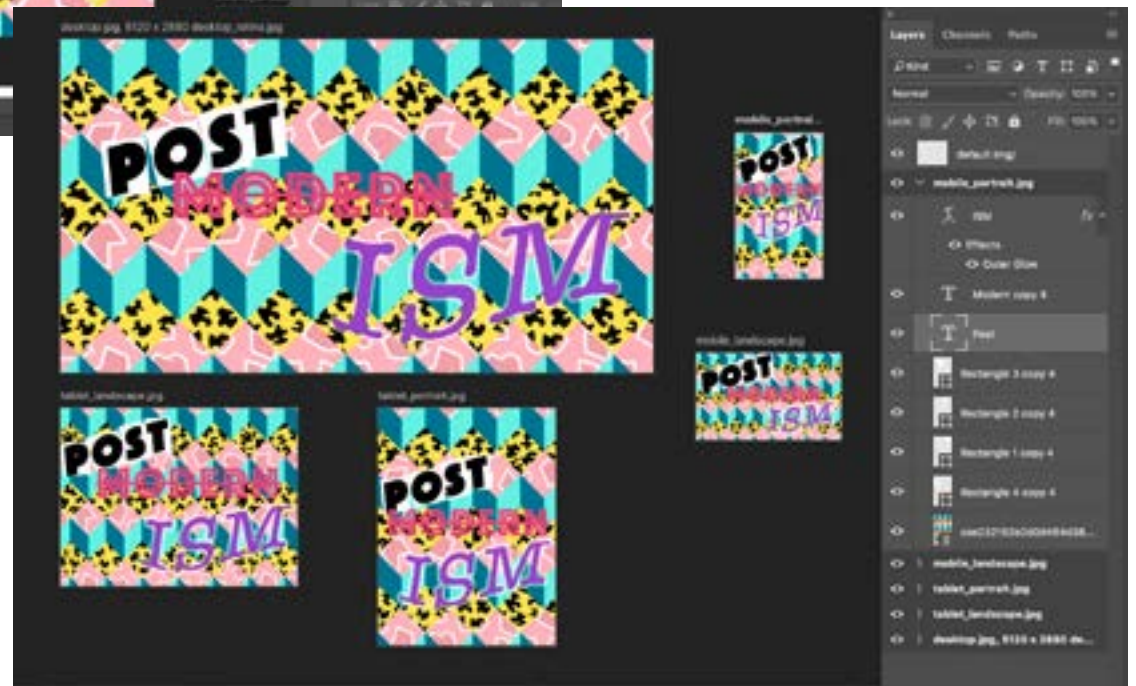 desktop.jpg, 5120 x 2880 desktop_retina.jpg
POST
MODERN
ISM
mobile_portrai...
POST
MODERN
ISM
mobile_landscape.jpg
POST
MODERN
ISM
tablet_landscape.jpg
POST
MODERN
ISM
tablet_portrait.jpg
POST
MODERN
ISM
Layers Channels Paths
Kind
Normal Opacity: 100%
Lock: Fill: 100%
default img
mobile_portrait.jpg
ISM fx
Effects
Outer Glow
Modern copy 4
Post
Rectangle 3 copy 4
Rectangle 2 copy 4
Rectangle 1 copy 4
Rectangle 4 copy 4
mobile_landscape.jpg
tablet_portrait.jpg
tablet_landscape.jpg
desktop.jpg, 5120 x 2880 de...